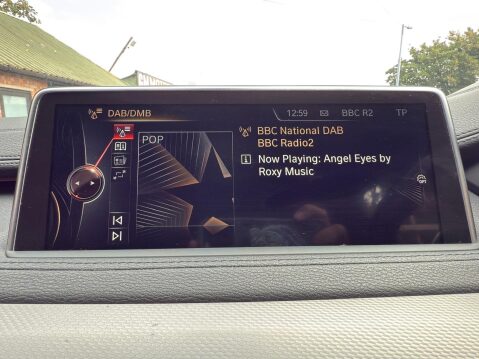 DAB/DMB
12:59
BBC R2
TP
POP
BBC National DAB
BBC Radio2
Now Playing: Angel Eyes by
Roxy Music